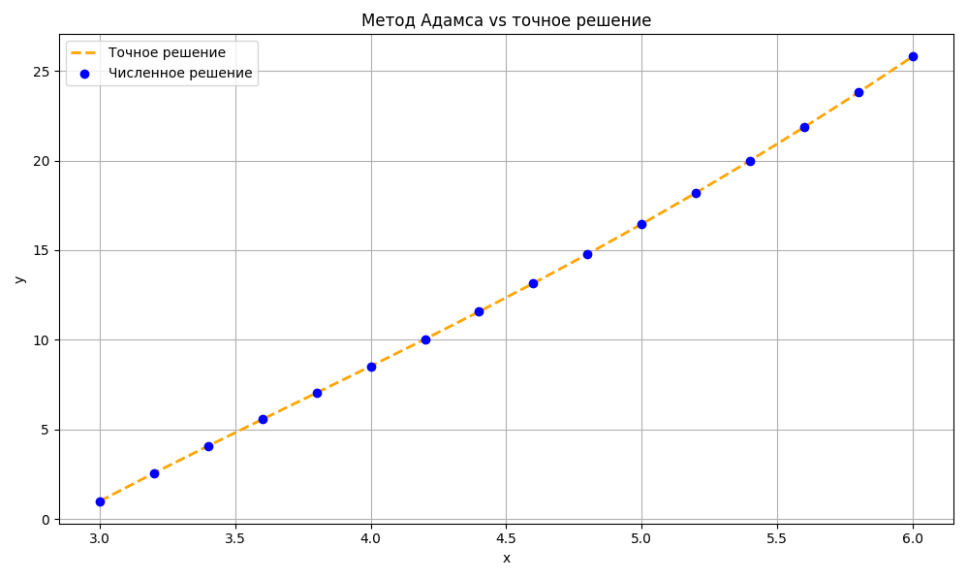 Метод Адамса vs точное решение
Точное решение
Численное решение
25
20
15
10
5
0
y
3.0 3.5 4.0 4.5 5.0 5.5 6.0
x